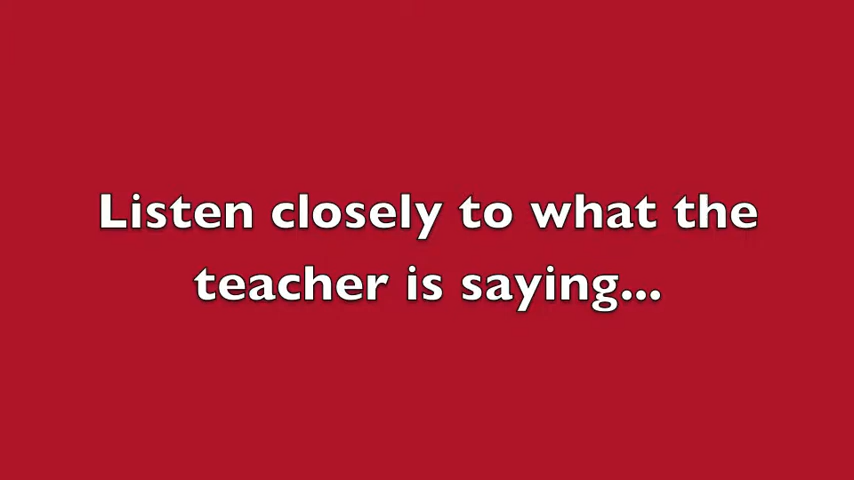 Listen closely to what the
teacher is saying...